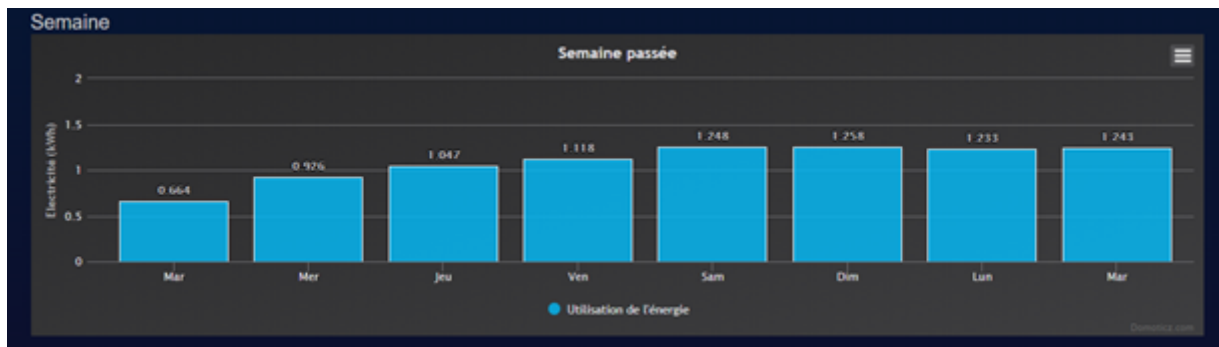 Semaine
Semaine passée
Electricité (kWh)
2
1.5
1
0.5
0
0.664
0.926
1.047
1.118
1.248
1.258
1.233
1.243
Mar
Mer
Jeu
Ven
Sam
Dim
Lun
Mar
Utilisation de l'énergie
Domoticz.com